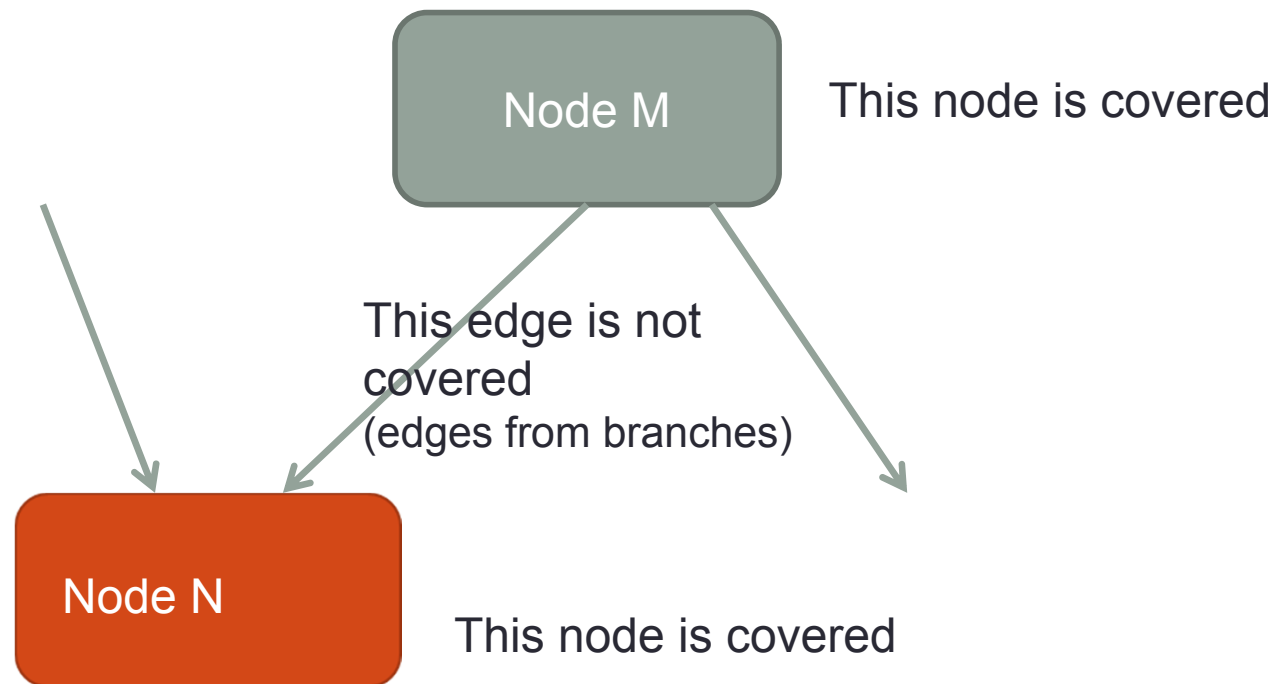 Node M
This node is covered
This edge is not
covered
(edges from branches)
Node N
This node is covered